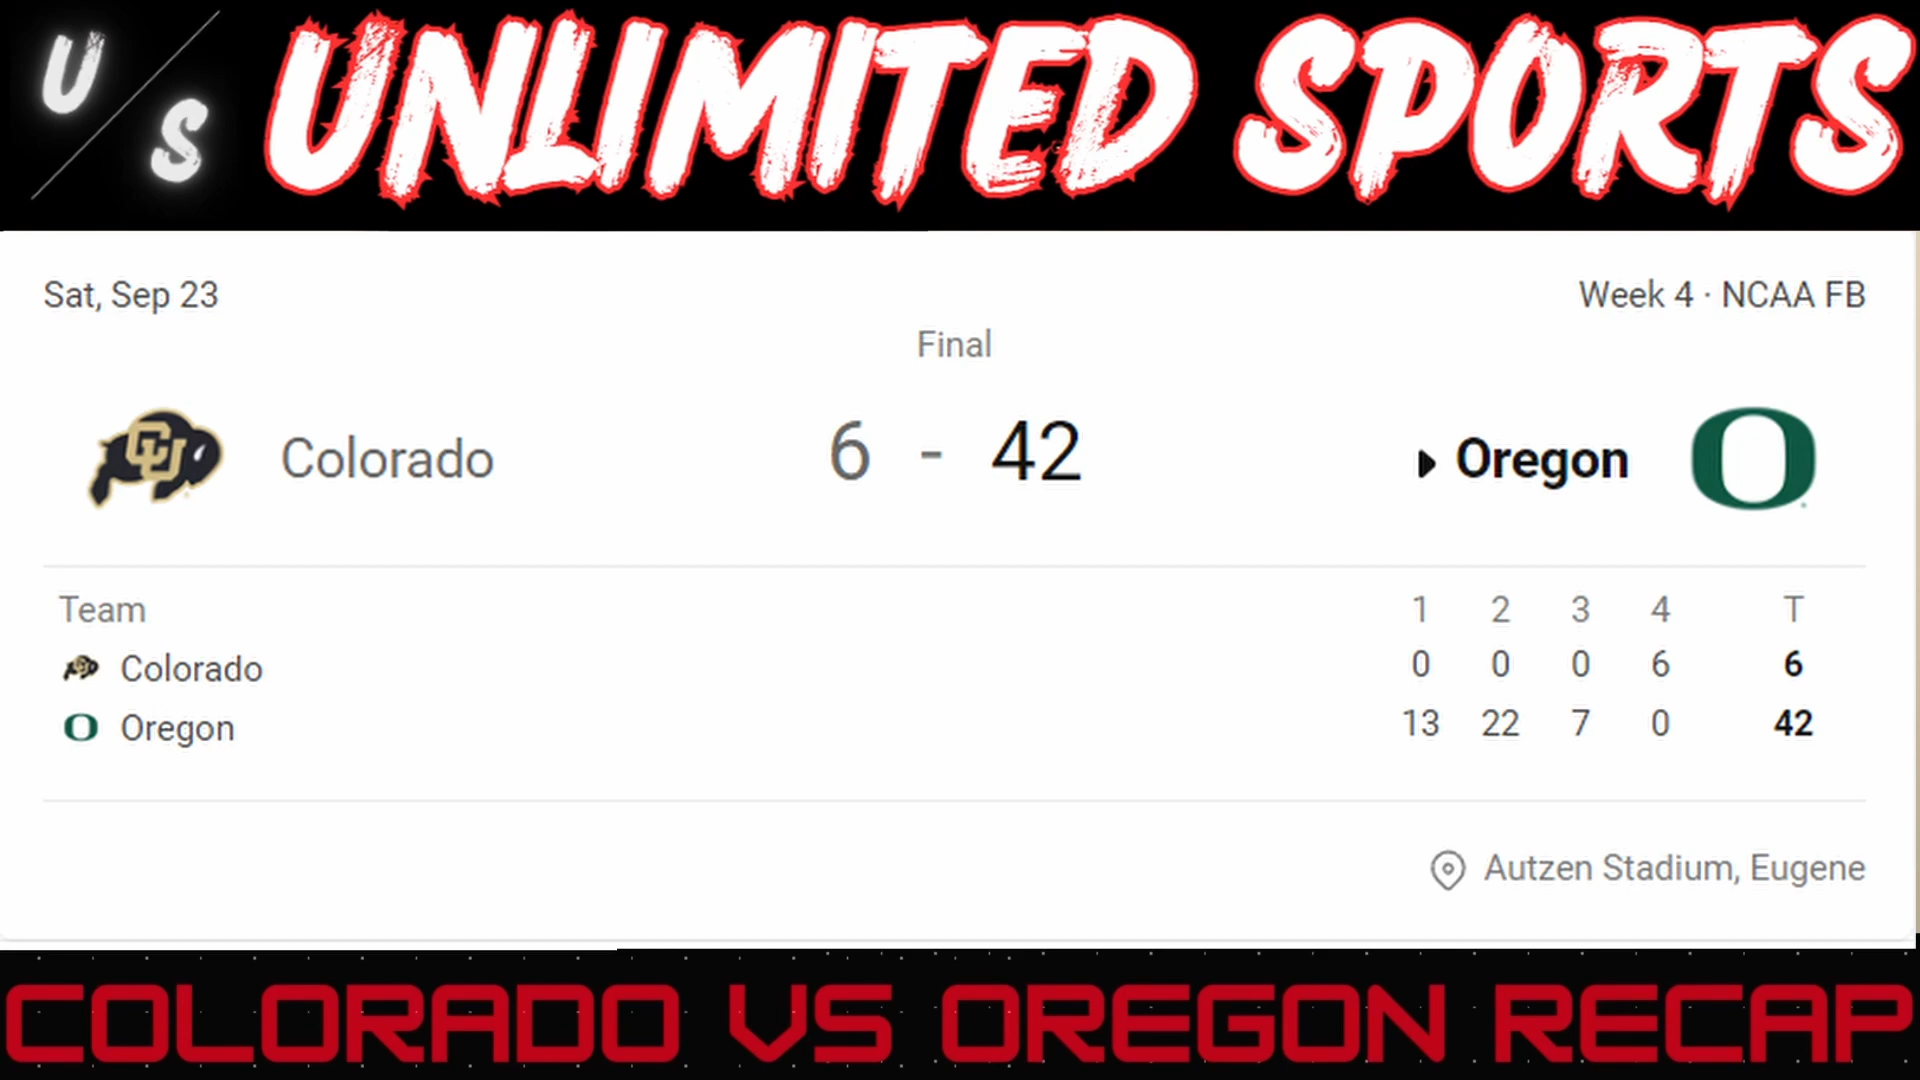 U
S
UNLIMITED SPORTS
Sat, Sep 23
Week 4 · NCAA FB
Final
CU
Colorado
6 - 42
Oregon
O
Team 1 2 3 4 T
Colorado 0 0 0 6 6
Oregon 13 22 7 0 42
Autzen Stadium, Eugene
COLORADO VS OREGON RECAP